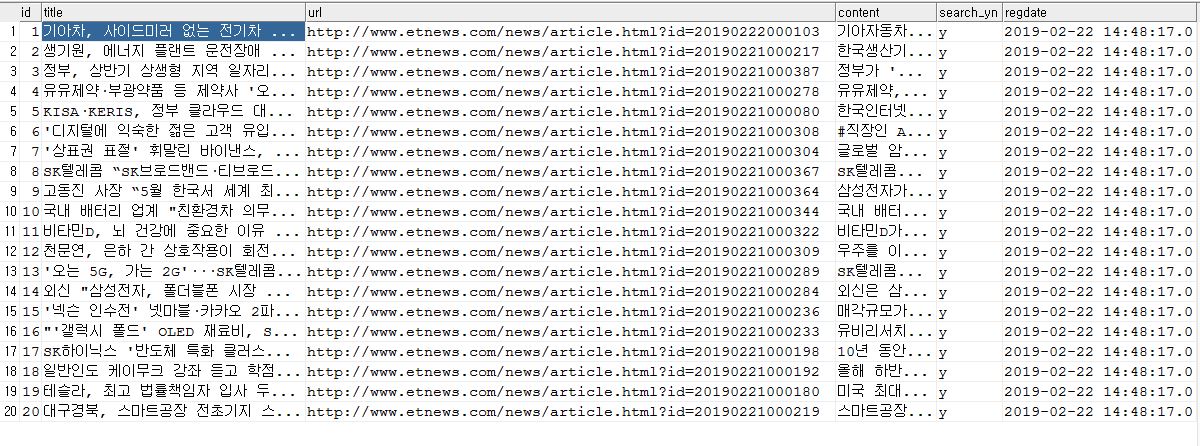 id title url content search_yn regdate
1 1 기아차, 사이드미러 없는 전기차 ... http://www.etnews.com/news/article.html?id=20190222000103 기아자동차... y 2019-02-22 14:48:17.0
2 2 생기원, 에너지 플랜트 운전장애 ... http://www.etnews.com/news/article.html?id=20190221000217 한국생산기... y 2019-02-22 14:48:17.0
3 3 정부, 상반기 상생형 지역 일자리... http://www.etnews.com/news/article.html?id=20190221000387 정부가 '... y 2019-02-22 14:48:17.0
4 4 유유제약·부광약품 등 제약사 '오... http://www.etnews.com/news/article.html?id=20190221000278 유유제약,... y 2019-02-22 14:48:17.0
5 5 KISA·KERIS, 정부 클라우드 대... http://www.etnews.com/news/article.html?id=20190221000080 한국인터넷... y 2019-02-22 14:48:17.0
6 6 '디지털에 익숙한 젊은 고객 유입... http://www.etnews.com/news/article.html?id=20190221000308 #직장인 A... y 2019-02-22 14:48:17.0
7 7 '상표권 표절' 휘말린 바이낸스, ... http://www.etnews.com/news/article.html?id=20190221000304 글로벌 암... y 2019-02-22 14:48:17.0
8 8 SK텔레콤 “SK브로드밴드·티브로드... http://www.etnews.com/news/article.html?id=20190221000367 SK텔레콤... y 2019-02-22 14:48:17.0
9 9 고동진 사장 “5월 한국서 세계 최... http://www.etnews.com/news/article.html?id=20190221000364 삼성전자가... y 2019-02-22 14:48:17.0
10 10 국내 배터리 업계 "친환경차 의무... http://www.etnews.com/news/article.html?id=20190221000344 국내 배터... y 2019-02-22 14:48:17.0
11 11 비타민D, 뇌 건강에 중요한 이유 ... http://www.etnews.com/news/article.html?id=20190221000322 비타민D가... y 2019-02-22 14:48:17.0
12 12 천문연, 은하 간 상호작용이 회전... http://www.etnews.com/news/article.html?id=20190221000309 우주를 이... y 2019-02-22 14:48:17.0
13 13 '오는 5G, 가는 2G'···SK텔레콤... http://www.etnews.com/news/article.html?id=20190221000289 SK텔레콤... y 2019-02-22 14:48:17.0
14 14 외신 "삼성전자, 폴더블폰 시장 ... http://www.etnews.com/news/article.html?id=20190221000284 외신은 삼... y 2019-02-22 14:48:17.0
15 15 '넥슨 인수전' 넷마블·카카오 2파... http://www.etnews.com/news/article.html?id=20190221000236 매각규모가... y 2019-02-22 14:48:17.0
16 16 "'갤럭시 폴드' OLED 재료비, S... http://www.etnews.com/news/article.html?id=20190221000233 유비리서치... y 2019-02-22 14:48:17.0
17 17 SK하이닉스 '반도체 특화 클러스... http://www.etnews.com/news/article.html?id=20190221000198 10년 동안... y 2019-02-22 14:48:17.0
18 18 일반인도 케이무크 강좌 듣고 학점... http://www.etnews.com/news/article.html?id=20190221000192 올해 하반... y 2019-02-22 14:48:17.0
19 19 테슬라, 최고 법률책임자 입사 두... http://www.etnews.com/news/article.html?id=20190221000180 미국 최대... y 2019-02-22 14:48:17.0
20 20 대구경북, 스마트공장 전초기지 스... http://www.etnews.com/news/article.html?id=20190221000219 스마트공장... y 2019-02-22 14:48:17.0